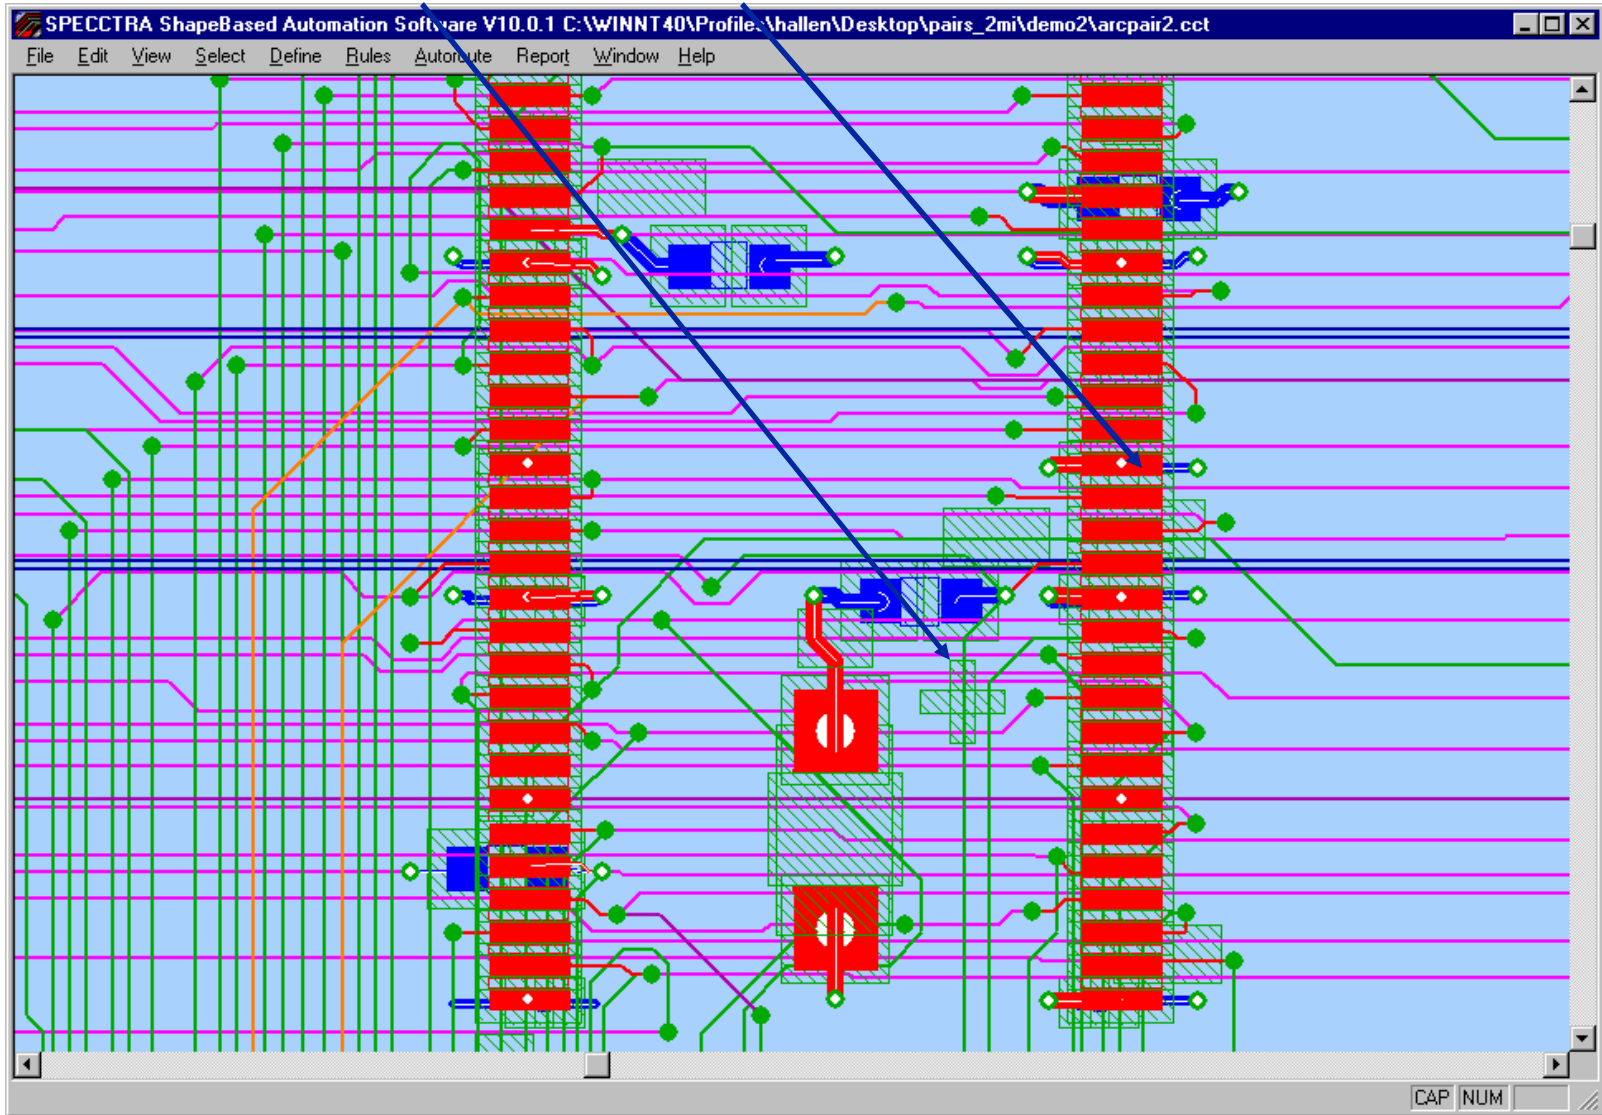 SPECCTRA ShapeBased Automation Software V10.0.1 C:\WINNT40\Profiles\hallen\Desktop\pairs_2mi\demo2\arcpair2.cct
File Edit View Select Define Rules Autoroute Report Window Help
CAP NUM